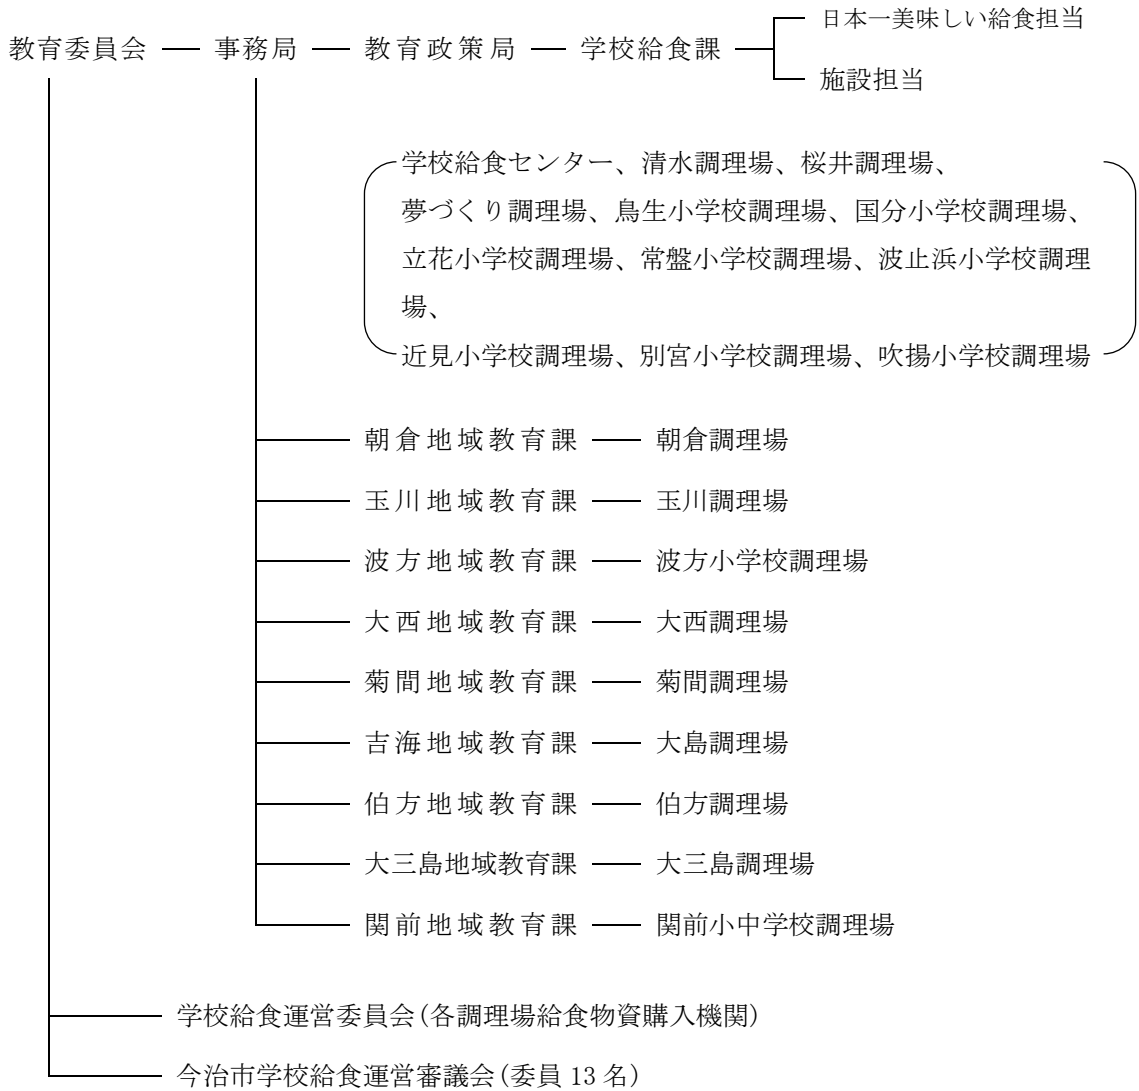 日本一美味しい給食担当
教育委員会 事務局 教育政策局 学校給食課
施設担当
学校給食センター、清水調理場、桜井調理場、
夢づくり調理場、鳥生小学校調理場、国分小学校調理場、
立花小学校調理場、常盤小学校調理場、波止浜小学校調理
場、
近見小学校調理場、別宮小学校調理場、吹揚小学校調理場
朝倉地域教育課 朝倉調理場
玉川地域教育課 玉川調理場
波方地域教育課 波方小学校調理場
大西地域教育課 大西調理場
菊間地域教育課 菊間調理場
吉海地域教育課 大島調理場
伯方地域教育課 伯方調理場
大三島地域教育課 大三島調理場
関前地域教育課 関前小中学校調理場
学校給食運営委員会(各調理場給食物資購入機関)
今治市学校給食運営審議会(委員 13 名)